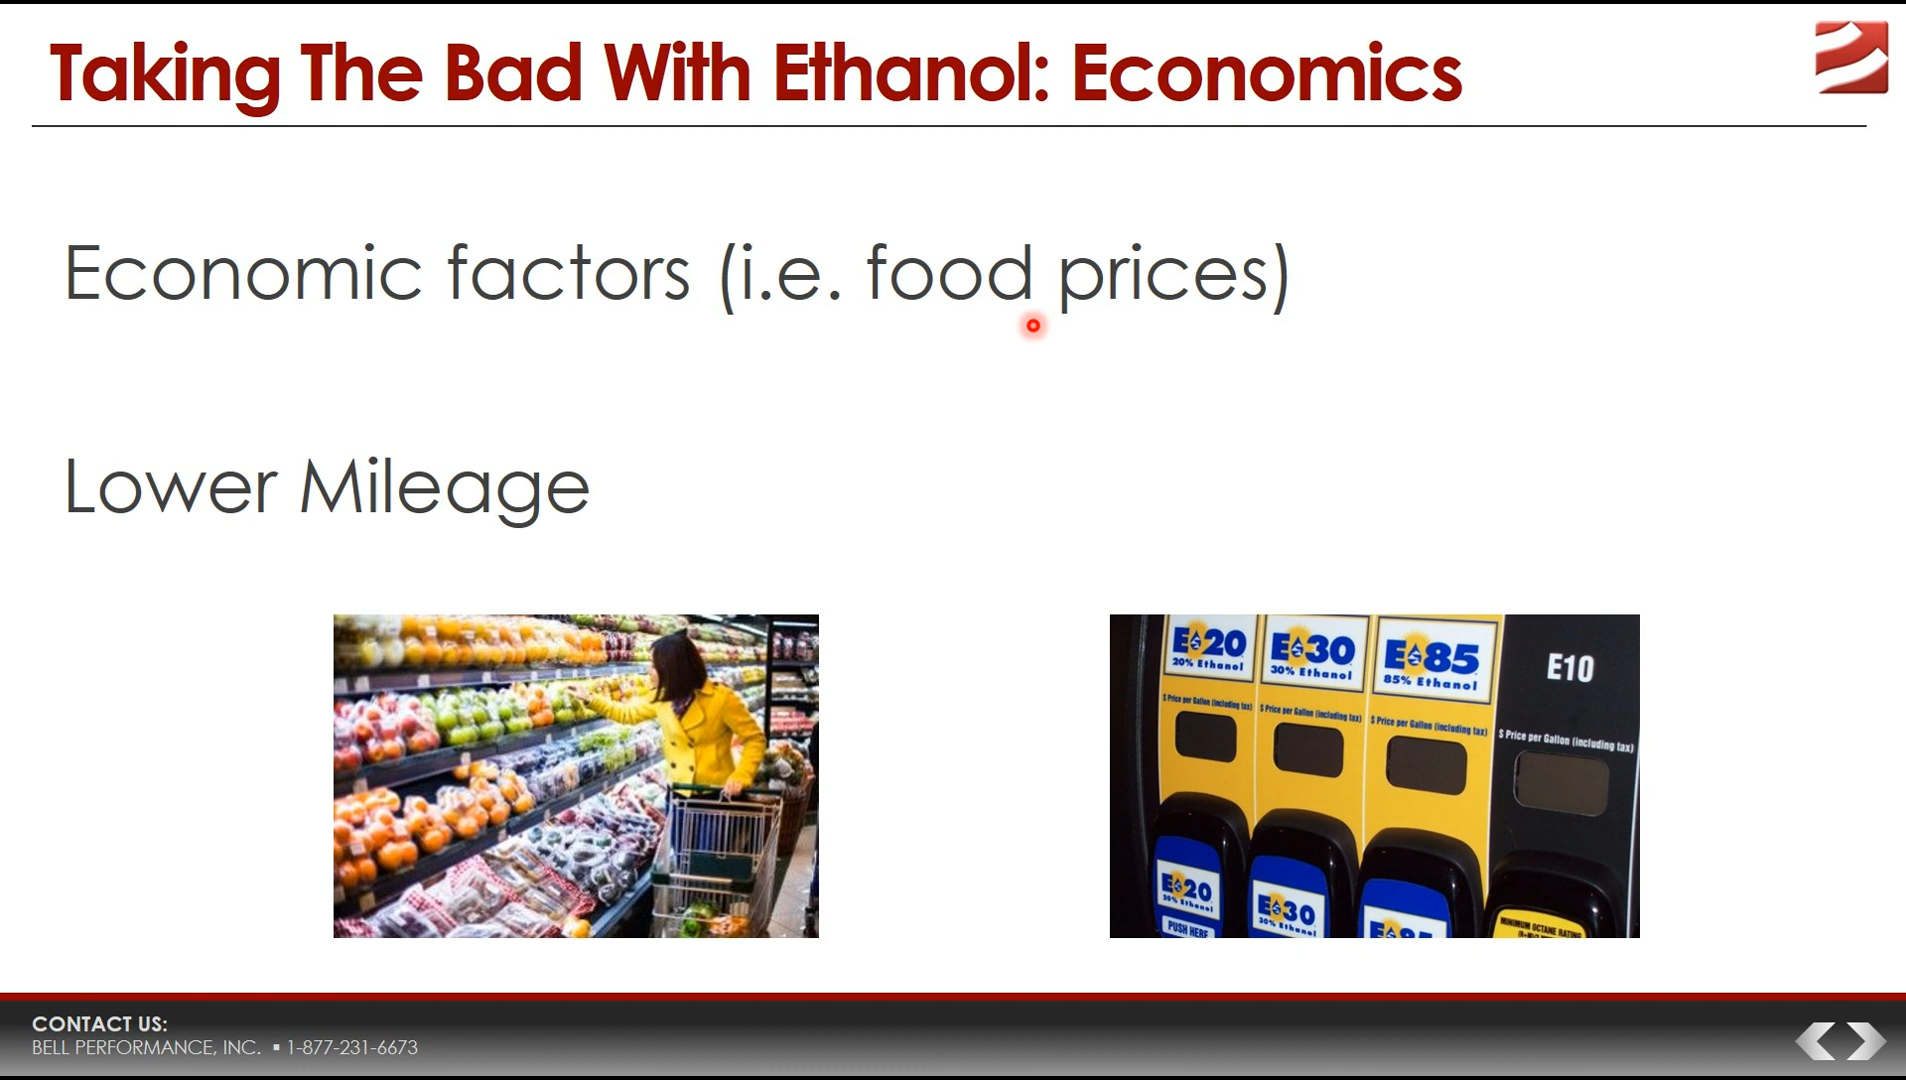 Taking The Bad With Ethanol: Economics
Economic factors (i.e. food prices)
Lower Mileage
E20
20% Ethanol
$ Price per Gallon (including tax)
E30
30% Ethanol
$ Price per Gallon (including tax)
E85
85% Ethanol
$ Price per Gallon (including tax)
E10
$ Price per Gallon (including tax)
E20
20% Ethanol
PUSH HERE
E30
30% Ethanol
E85
MINIMUM OCTANE RATING
CONTACT US:
BELL PERFORMANCE, INC. ▪ 1-877-231-6673